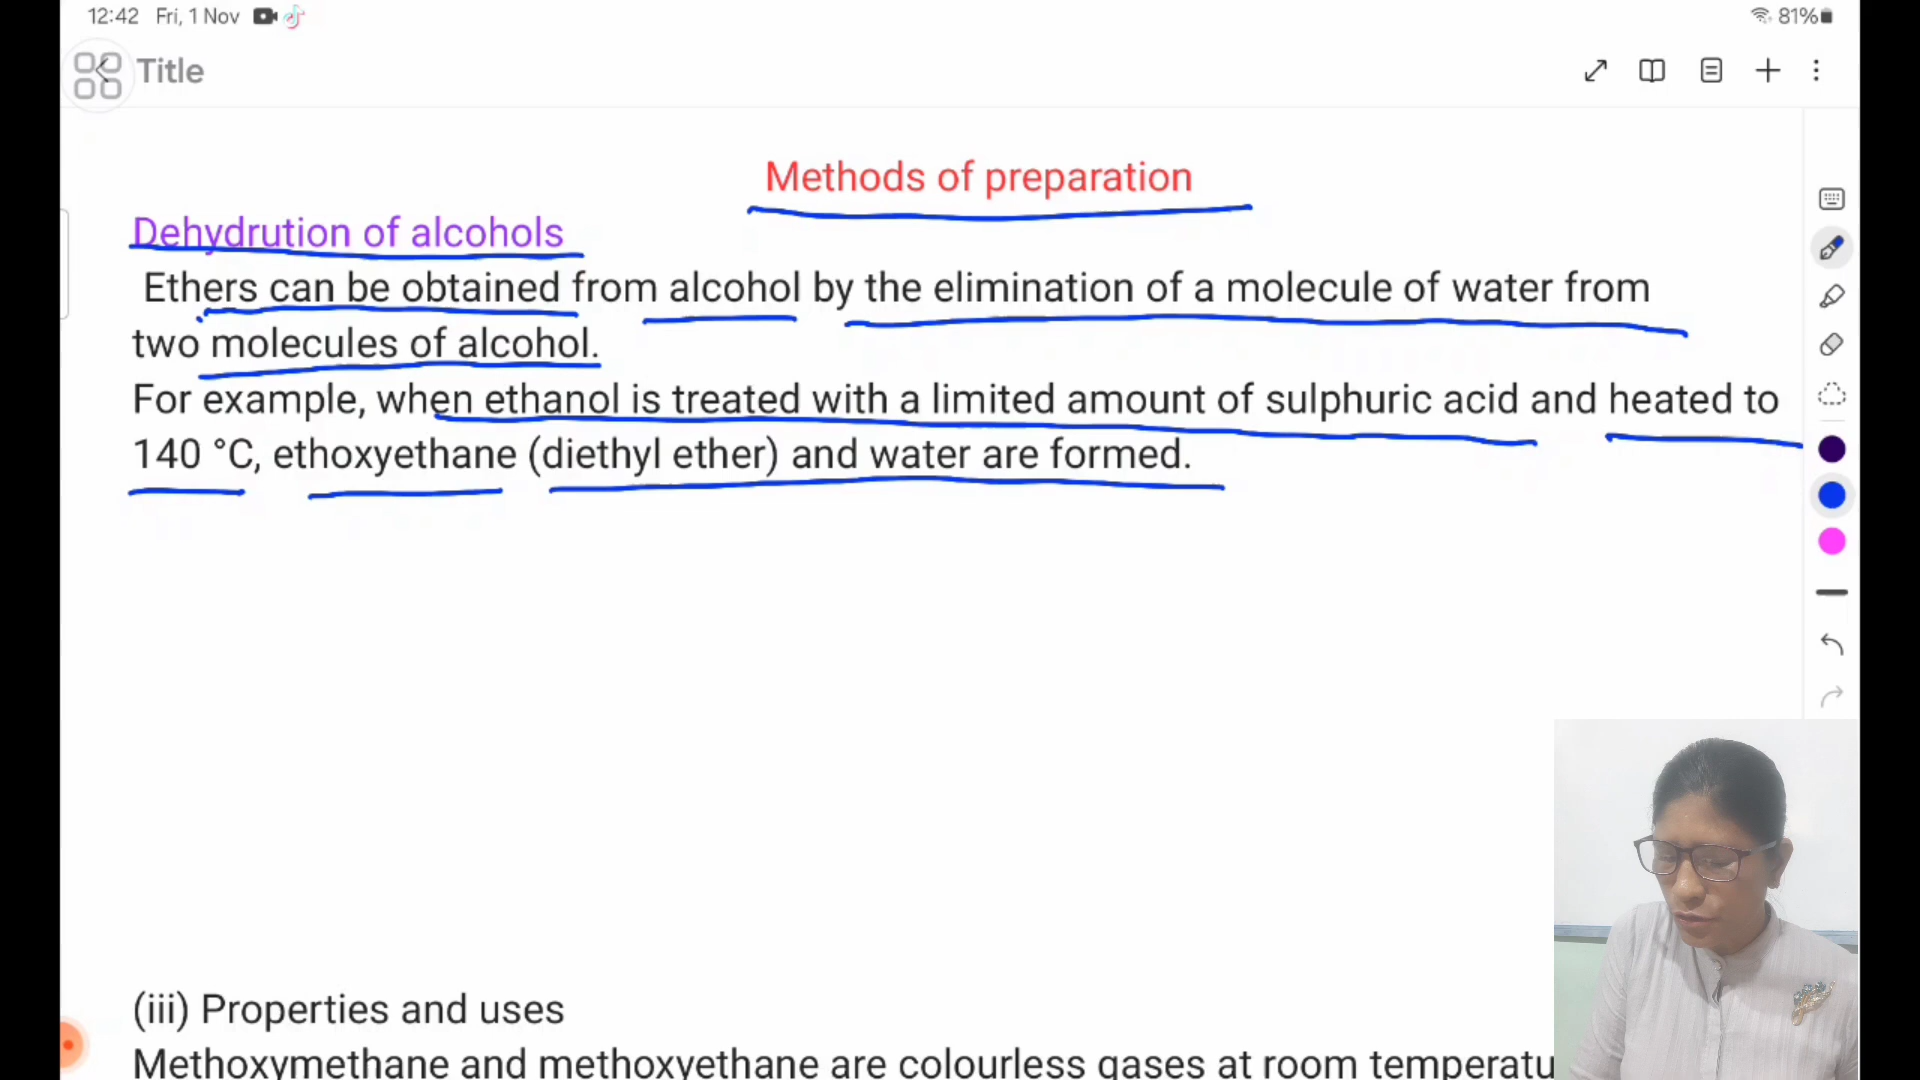 12:42 Fri, 1 Nov
81%
Title
Methods of preparation
Dehydrution of alcohols
Ethers can be obtained from alcohol by the elimination of a molecule of water from
two molecules of alcohol.
For example, when ethanol is treated with a limited amount of sulphuric acid and heated to
140 °C, ethoxyethane (diethyl ether) and water are formed.
(iii) Properties and uses
Methoxymethane and methoxyethane are colourless gases at room temperatu